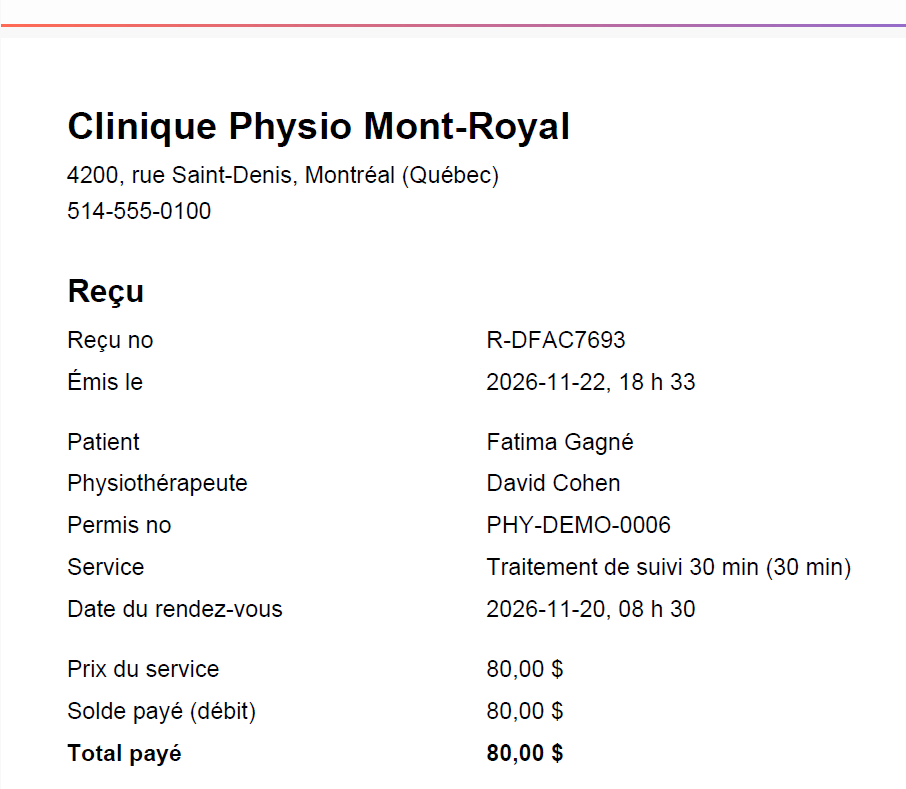 Clinique Physio Mont-Royal
4200, rue Saint-Denis, Montréal (Québec)
514-555-0100
Reçu
Reçu no R-DFAC7693
Émis le 2026-11-22, 18 h 33
Patient Fatima Gagné
Physiothérapeute David Cohen
Permis no PHY-DEMO-0006
Service Traitement de suivi 30 min (30 min)
Date du rendez-vous 2026-11-20, 08 h 30
Prix du service 80,00 $
Solde payé (débit) 80,00 $
Total payé 80,00 $